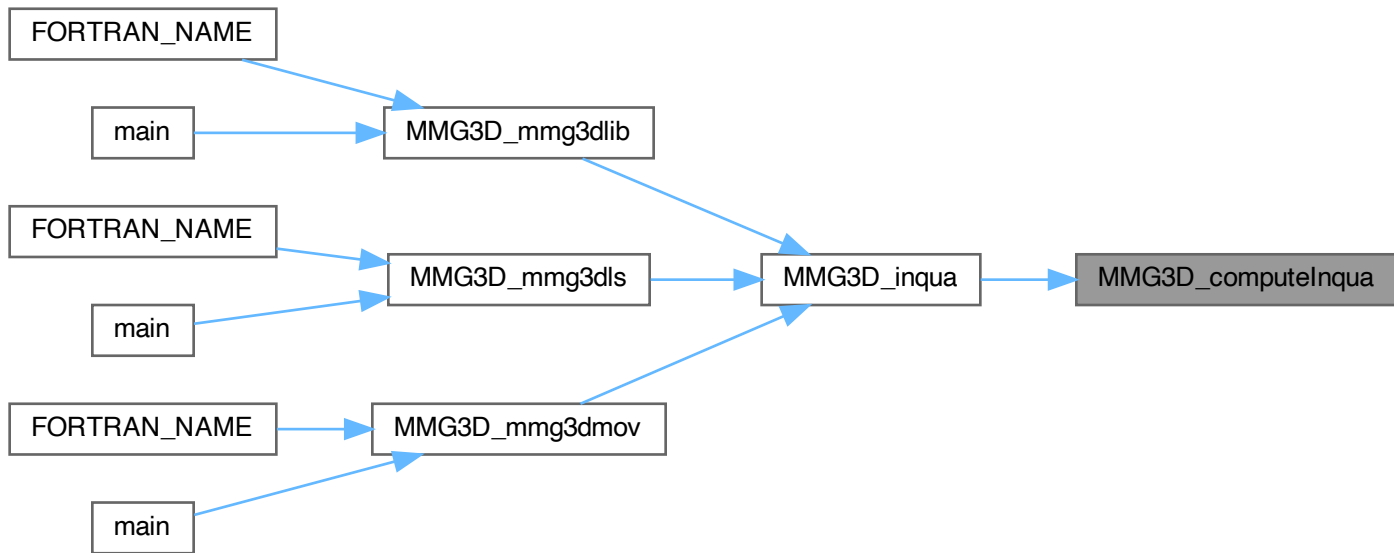 FORTRAN_NAME
main
MMG3D_mmg3dlib
FORTRAN_NAME
main
MMG3D_mmg3dls
MMG3D_inqua
MMG3D_computeInqua
FORTRAN_NAME
main
MMG3D_mmg3dmov